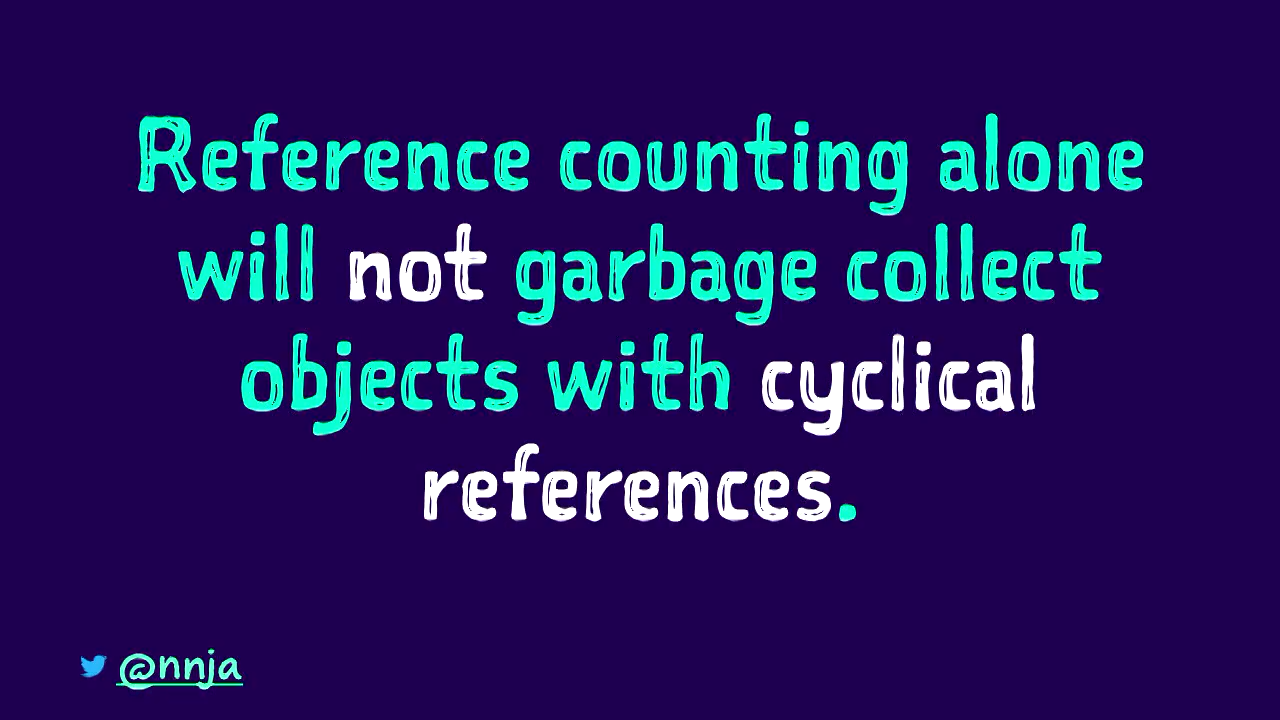 Reference counting alone
will not garbage collect
objects with cyclical
references.
@nnja